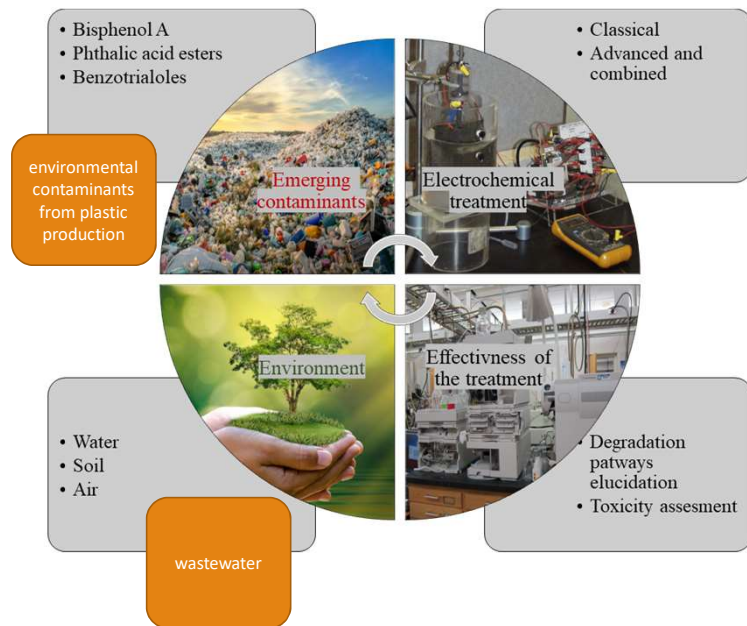 • Bisphenol A
• Phthalic acid esters
• Benzotrialoles
• Classical
• Advanced and
combined
environmental
contaminants
from plastic
production
Emerging
contaminants
Electrochemical
treatment
Environment
Effectivness of
the treatment
• Water
• Soil
• Air
• Degradation
patways
elucidation
• Toxicity assesment
wastewater